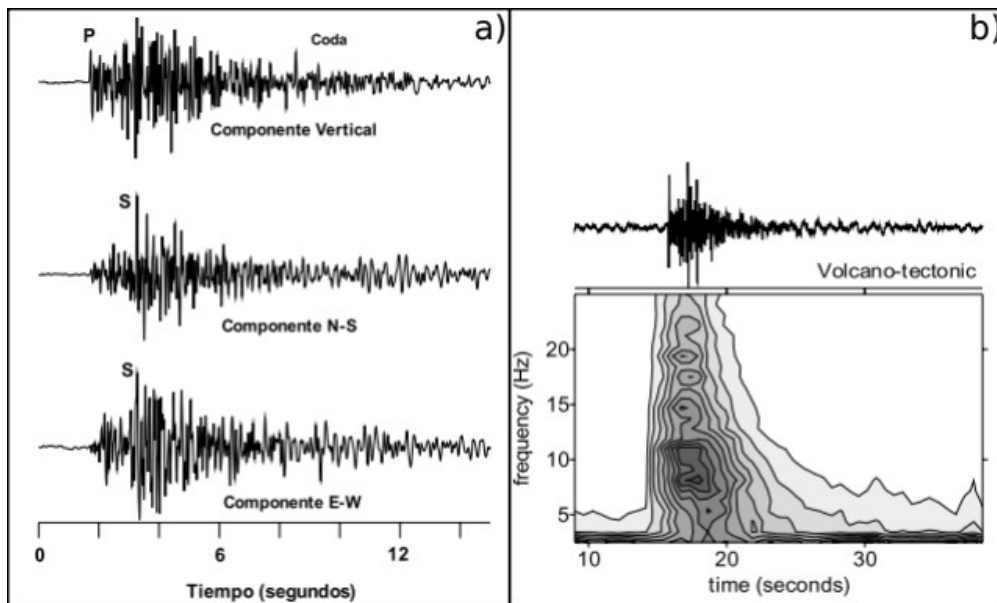 a)
P
Coda
Componente Vertical
S
Componente N-S
S
Componente E-W
0 6 12
Tiempo (segundos)
b)
Volcano-tectonic
frequency (Hz)
20
15
10
5
10 20 30
time (seconds)